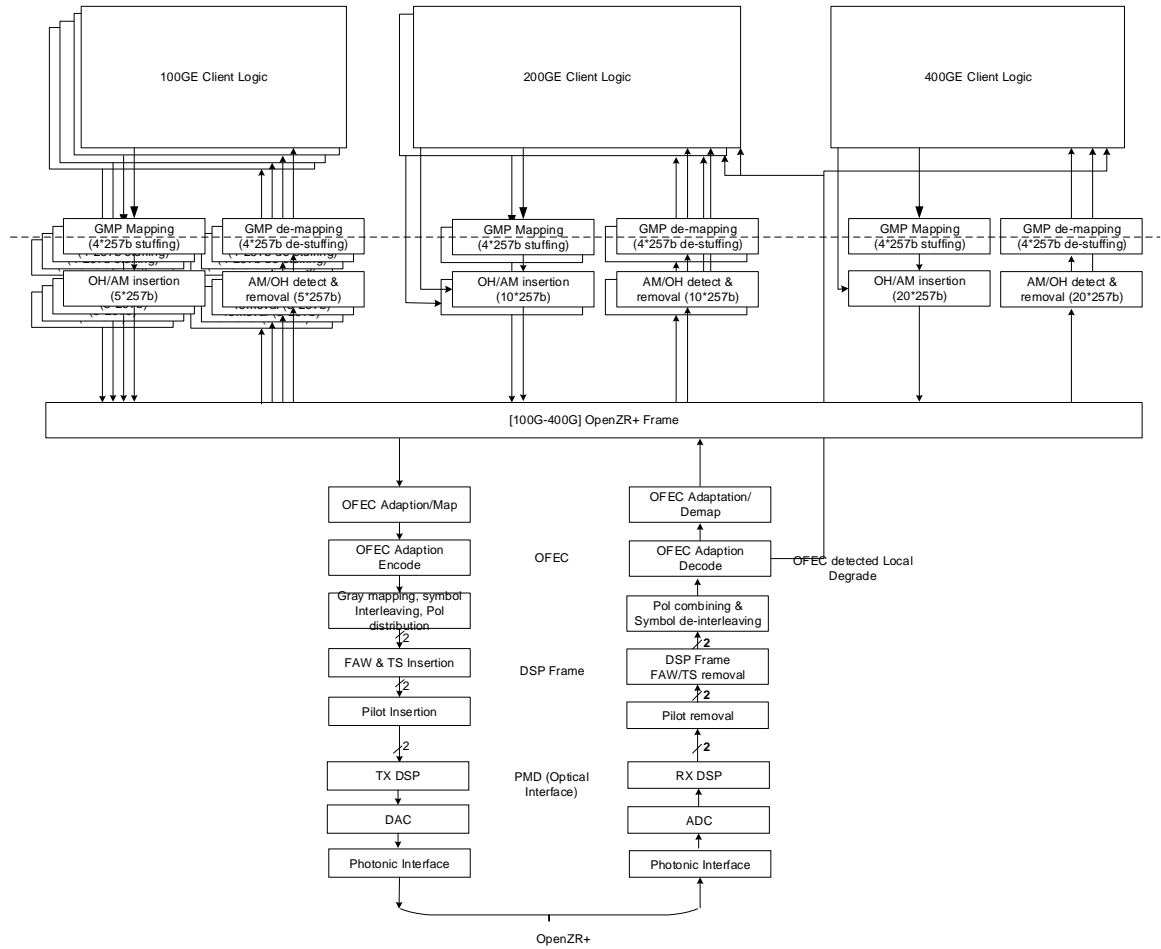 100GE Client Logic
200GE Client Logic
400GE Client Logic
GMP Mapping
(4*257b stuffing)
GMP de-mapping
(4*257b de-stuffing)
GMP Mapping
(4*257b stuffing)
GMP de-mapping
(4*257b de-stuffing)
GMP Mapping
(4*257b stuffing)
GMP de-mapping
(4*257b de-stuffing)
OH/AM insertion
(5*257b)
AM/OH detect &
removal (5*257b)
OH/AM insertion
(10*257b)
AM/OH detect &
removal (10*257b)
OH/AM insertion
(20*257b)
AM/OH detect &
removal (20*257b)
[100G-400G] OpenZR+ Frame
OFEC Adaption/Map
OFEC Adaptation/
Demap
OFEC Adaption
Encode
OFEC
OFEC Adaption
Decode
OFEC detected Local
Degrade
Gray mapping, symbol
Interleaving, Pol
distribution
Pol combining &
Symbol de-interleaving
2
2
FAW & TS Insertion
DSP Frame
DSP Frame
FAW/TS removal
2
2
Pilot Insertion
Pilot removal
2
2
TX DSP
PMD (Optical
Interface)
RX DSP
DAC
ADC
Photonic Interface
Photonic Interface
OpenZR+